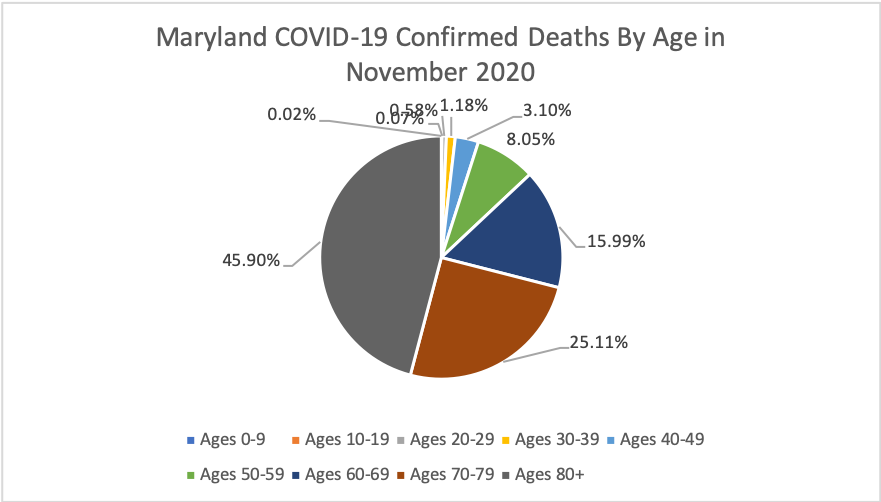 Maryland COVID-19 Confirmed Deaths By Age in
November 2020
0.02%
0.07%
0.58%
1.18%
3.10%
8.05%
15.99%
25.11%
45.90%
Ages 0-9
Ages 10-19
Ages 20-29
Ages 30-39
Ages 40-49
Ages 50-59
Ages 60-69
Ages 70-79
Ages 80+